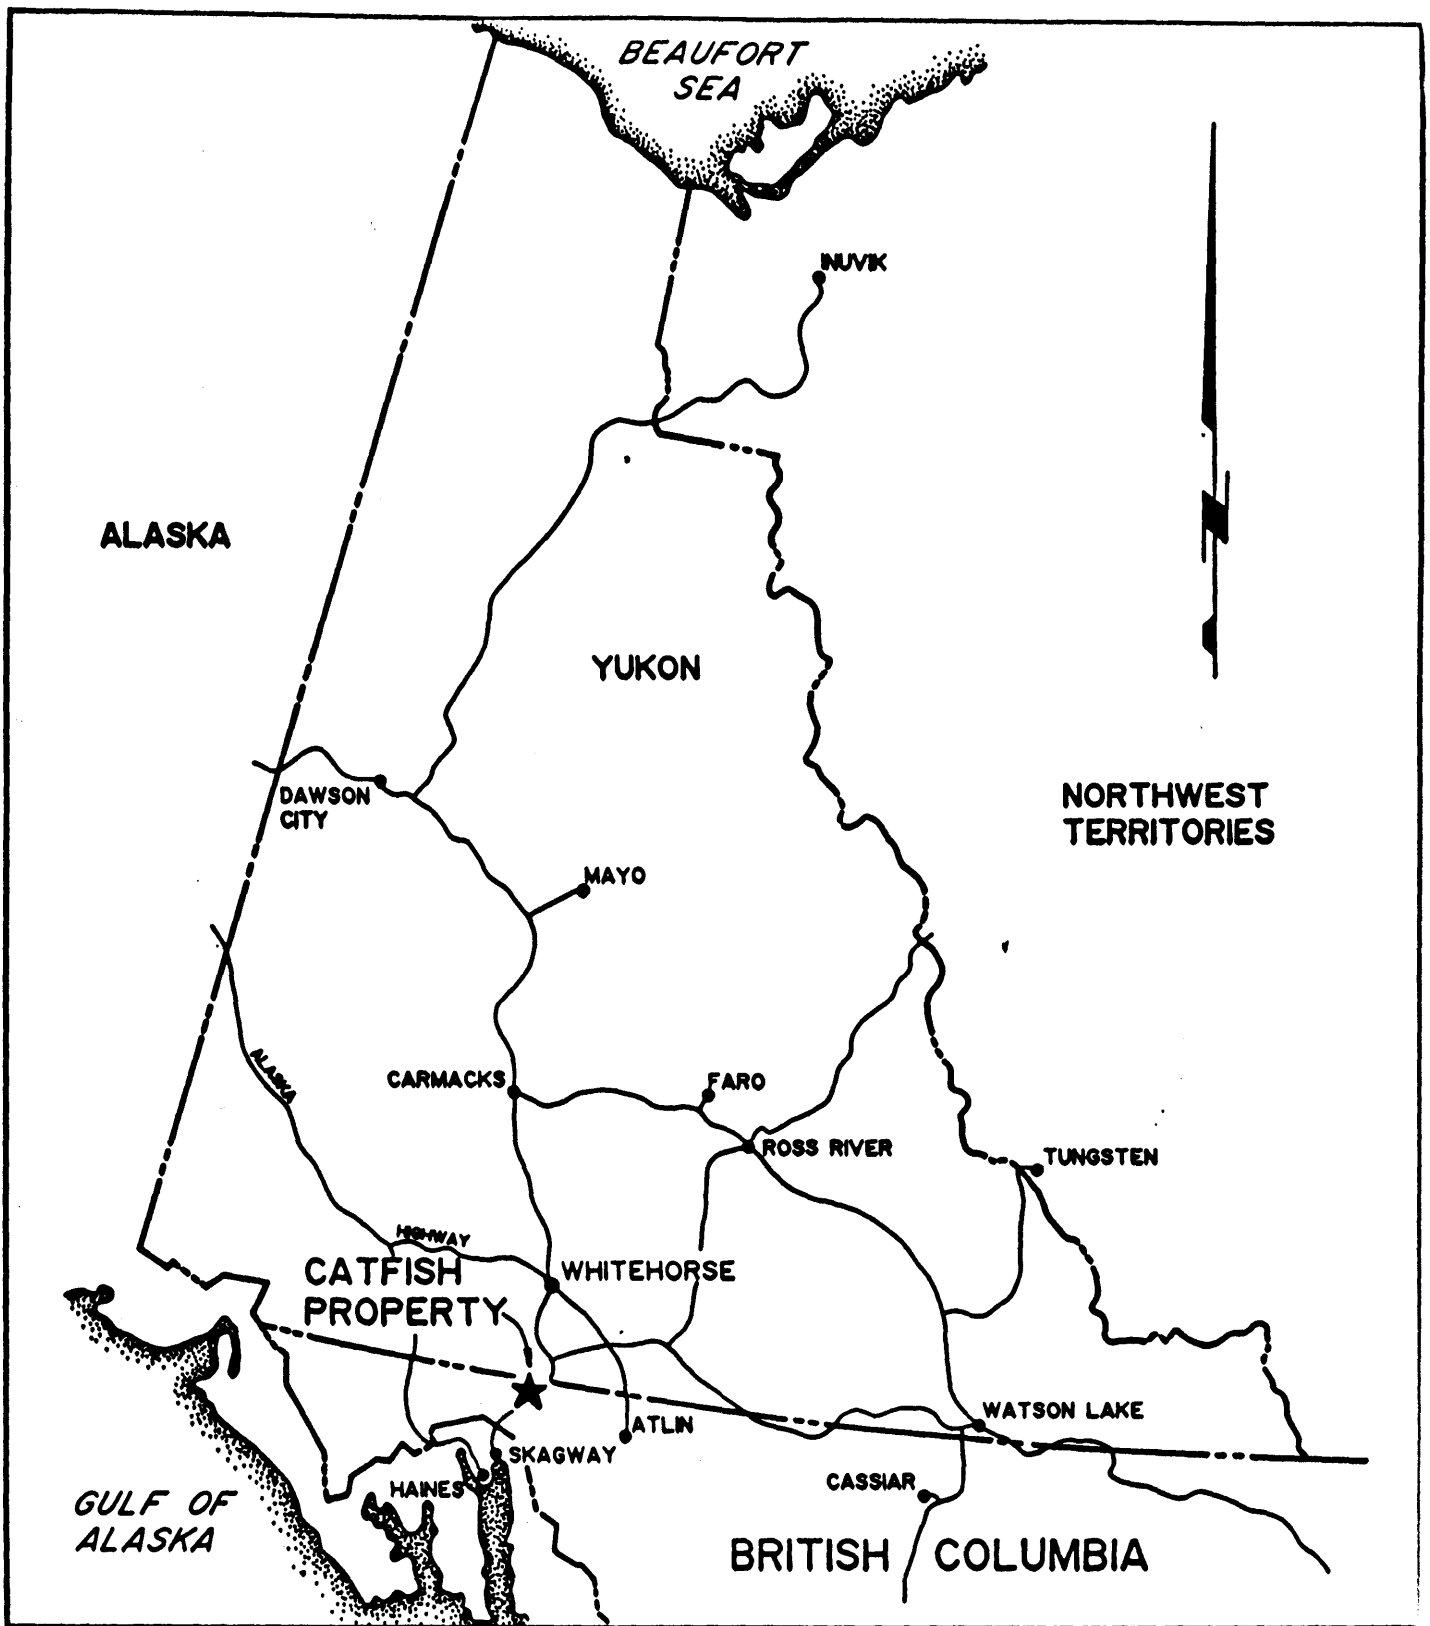 BEAUFORT
SEA
INUVIK
ALASKA
YUKON
DAWSON
CITY
NORTHWEST
TERRITORIES
MAYO
ALASKA
CARMACKS
FARO
ROSS RIVER
TUNGSTEN
HIGHWAY
CATFISH
PROPERTY
WHITEHORSE
ATLIN
WATSON LAKE
SKAGWAY
HAINES
CASSIAR
GULF OF
ALASKA
BRITISH COLUMBIA